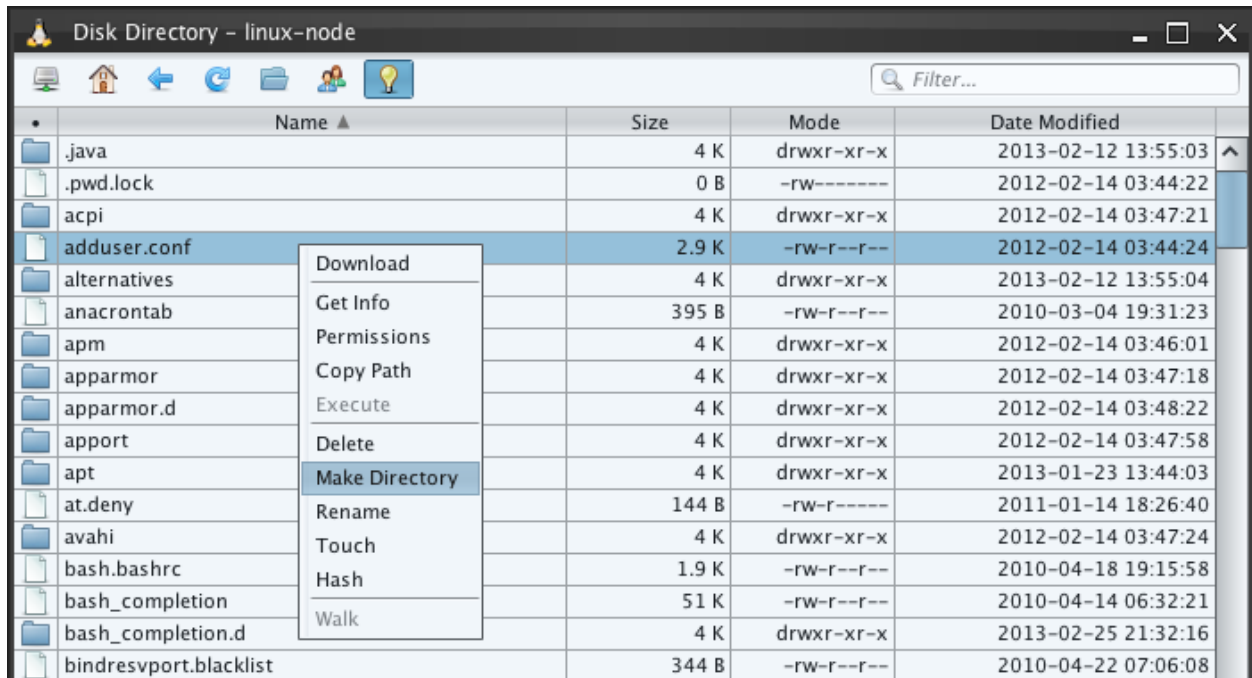 Disk Directory – linux-node
Filter...
• Name ▲ Size Mode Date Modified
.java 4 K drwxr-xr-x 2013-02-12 13:55:03
.pwd.lock 0 B -rw------- 2012-02-14 03:44:22
acpi 4 K drwxr-xr-x 2012-02-14 03:47:21
adduser.conf 2.9 K -rw-r--r-- 2012-02-14 03:44:24
alternatives 4 K drwxr-xr-x 2013-02-12 13:55:04
anacrontab 395 B -rw-r--r-- 2010-03-04 19:31:23
apm 4 K drwxr-xr-x 2012-02-14 03:46:01
apparmor 4 K drwxr-xr-x 2012-02-14 03:47:18
apparmor.d 4 K drwxr-xr-x 2012-02-14 03:48:22
apport 4 K drwxr-xr-x 2012-02-14 03:47:58
apt 4 K drwxr-xr-x 2013-01-23 13:44:03
at.deny 144 B -rw-r----- 2011-01-14 18:26:40
avahi 4 K drwxr-xr-x 2012-02-14 03:47:24
bash.bashrc 1.9 K -rw-r--r-- 2010-04-18 19:15:58
bash_completion 51 K -rw-r--r-- 2010-04-14 06:32:21
bash_completion.d 4 K drwxr-xr-x 2013-02-25 21:32:16
bindresvport.blacklist 344 B -rw-r--r-- 2010-04-22 07:06:08
Download
Get Info
Permissions
Copy Path
Execute
Delete
Make Directory
Rename
Touch
Hash
Walk